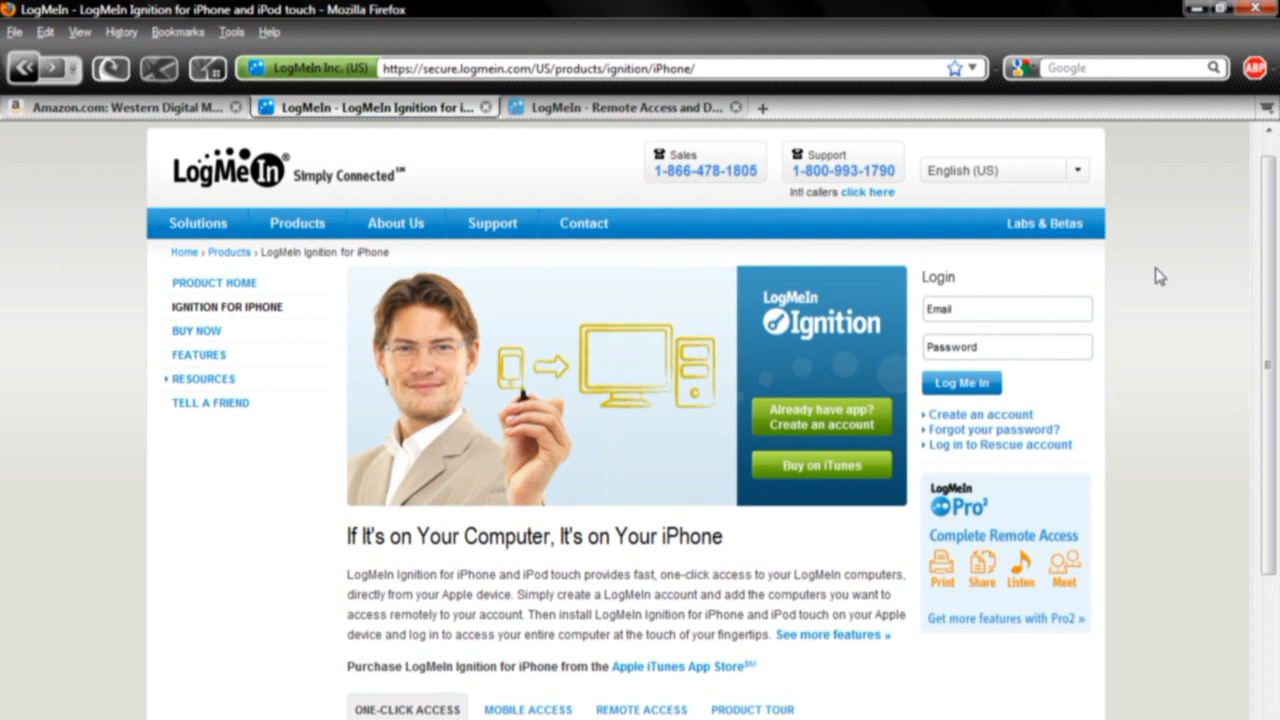 LogMeIn - LogMeIn Ignition for iPhone and iPod touch - Mozilla Firefox
File Edit View History Bookmarks Tools Help
LogMeIn Inc. (US) https://secure.logmein.com/US/products/ignition/iPhone/ Google ABP
Amazon.com: Western Digital M... LogMeIn - LogMeIn Ignition for i... LogMeIn - Remote Access and D...
LogMeIn® Simply Connected℠
Sales
1-866-478-1805
Support
1-800-993-1790
Intl callers click here
English (US)
Solutions Products About Us Support Contact Labs & Betas
Home › Products › LogMeIn Ignition for iPhone
PRODUCT HOME
IGNITION FOR IPHONE
BUY NOW
FEATURES
RESOURCES
TELL A FRIEND
LogMeIn
Ignition
Already have app?
Create an account
Buy on iTunes
Login
Email
Password
Log Me In
Create an account
Forgot your password?
Log in to Rescue account
LogMeIn
Pro²
Complete Remote Access
Print Share Listen Meet
Get more features with Pro2 »
If It's on Your Computer, It's on Your iPhone
LogMeIn Ignition for iPhone and iPod touch provides fast, one-click access to your LogMeIn computers,
directly from your Apple device. Simply create a LogMeIn account and add the computers you want to
access remotely to your account. Then install LogMeIn Ignition for iPhone and iPod touch on your Apple
device and log in to access your entire computer at the touch of your fingertips. See more features »
Purchase LogMeIn Ignition for iPhone from the Apple iTunes App Store℠
ONE-CLICK ACCESS MOBILE ACCESS REMOTE ACCESS PRODUCT TOUR